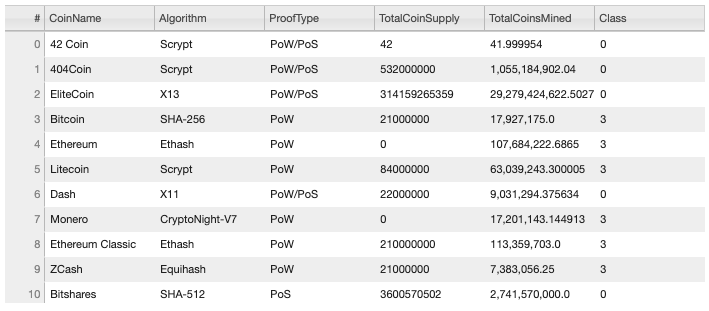 # CoinName Algorithm ProofType TotalCoinSupply TotalCoinsMined Class
0 42 Coin Scrypt PoW/PoS 42 41.999954 0
1 404Coin Scrypt PoW/PoS 532000000 1,055,184,902.04 0
2 EliteCoin X13 PoW/PoS 314159265359 29,279,424,622.5027 0
3 Bitcoin SHA-256 PoW 21000000 17,927,175.0 3
4 Ethereum Ethash PoW 0 107,684,222.6865 3
5 Litecoin Scrypt PoW 84000000 63,039,243.300005 3
6 Dash X11 PoW/PoS 22000000 9,031,294.375634 0
7 Monero CryptoNight-V7 PoW 0 17,201,143.144913 3
8 Ethereum Classic Ethash PoW 210000000 113,359,703.0 3
9 ZCash Equihash PoW 21000000 7,383,056.25 3
10 Bitshares SHA-512 PoS 3600570502 2,741,570,000.0 0